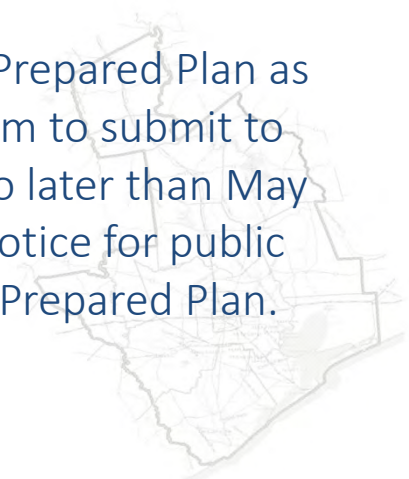 Prepared Plan as
m to submit to
o later than May
otice for public
Prepared Plan.